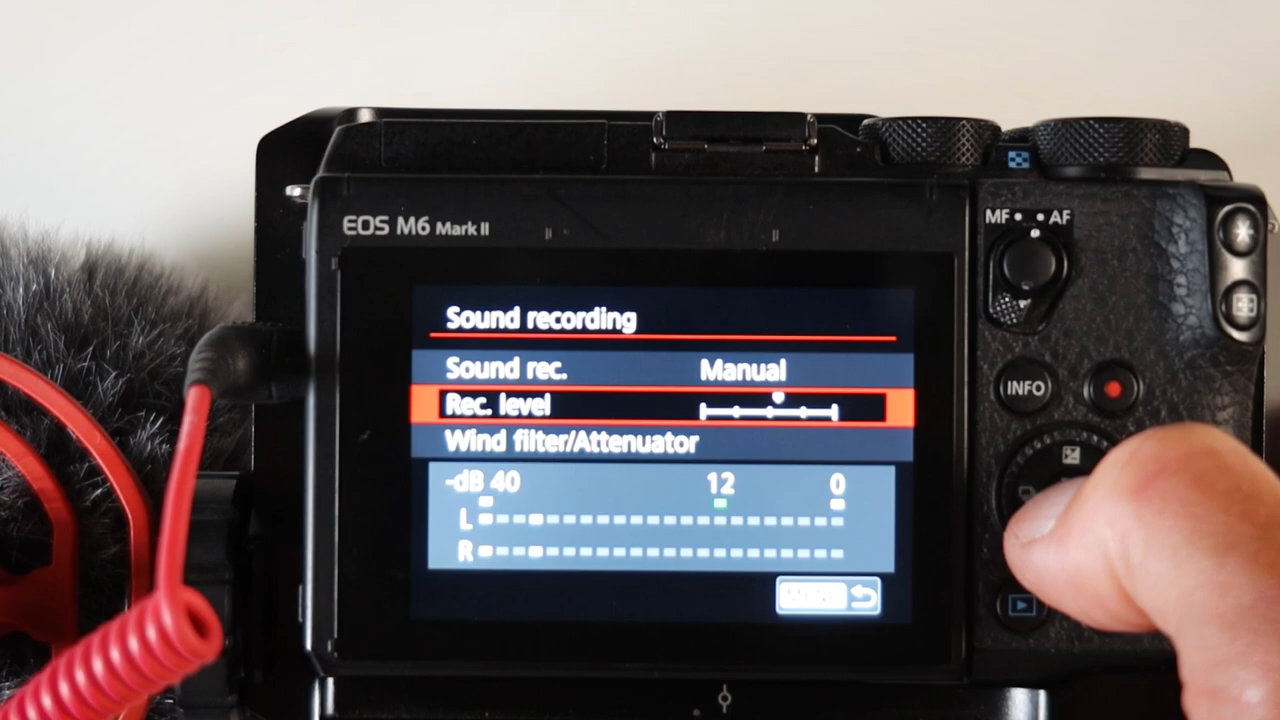 EOS M6 Mark II
MF • • AF
Sound recording
Sound rec. Manual
Rec. level
Wind filter/Attenuator
-dB 40 12 0
L
R
MENU
INFO